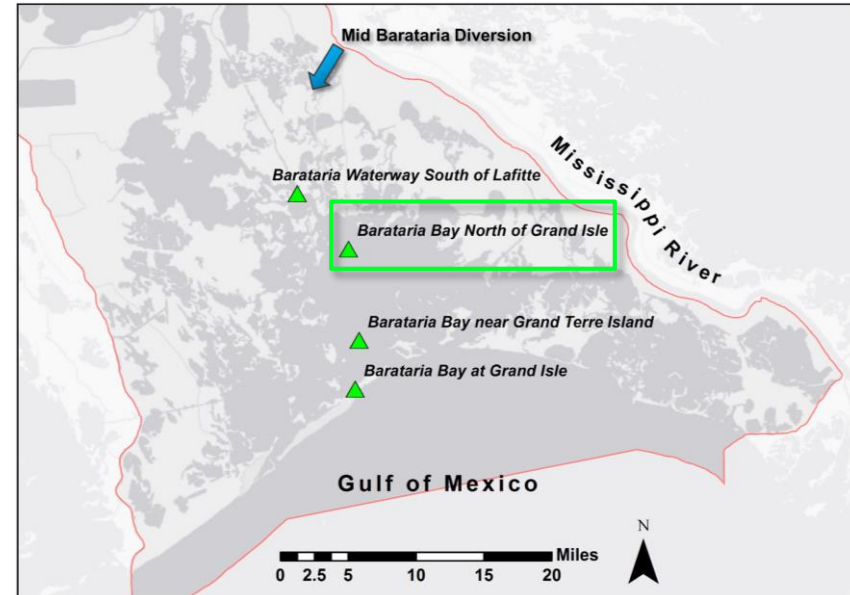 Mid Barataria Diversion
Mississippi River
Barataria Waterway South of Lafitte
Barataria Bay North of Grand Isle
Barataria Bay near Grand Terre Island
Barataria Bay at Grand Isle
Gulf of Mexico
N
Miles
0 2.5 5 10 15 20